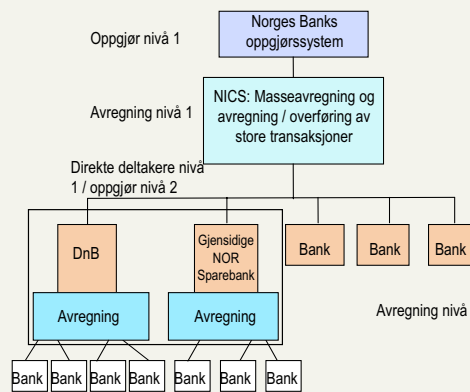 Oppgjør nivå 1
Norges Banks
oppgjørssystem
Avregning nivå 1
NICS: Masseavregning og
avregning / overføring av
store transaksjoner
Direkte deltakere nivå
1 / oppgjør nivå 2
DnB
Gjensidige
NOR
Sparebank
Bank
Bank
Bank
Avregning
Avregning
Avregning nivå
Bank
Bank
Bank
Bank
Bank
Bank
Bank